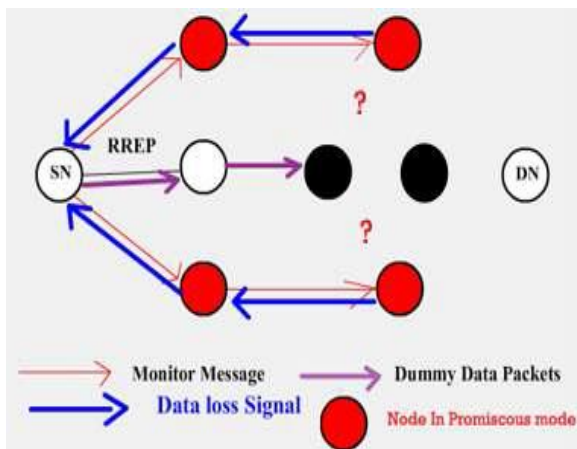 ?
RREP
SN
DN
?
Monitor Message
Dummy Data Packets
Data loss Signal
Node In Promiscous mode